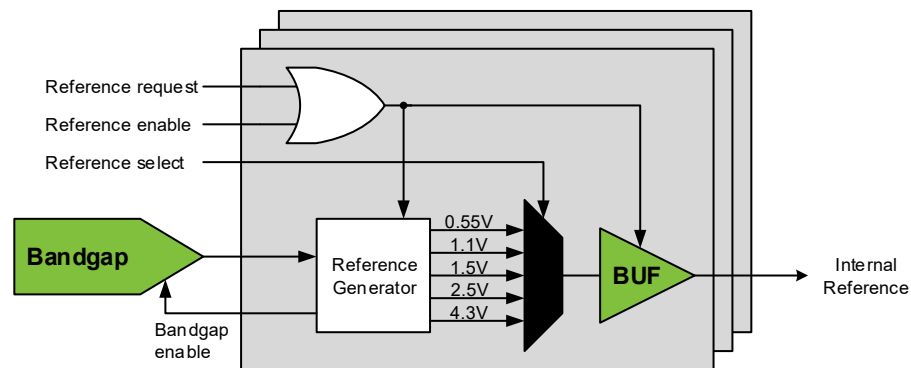 Reference request
Reference enable
Reference select
Bandgap
Bandgap
enable
Reference
Generator
0.55V
1.1V
1.5V
2.5V
4.3V
BUF
Internal
Reference